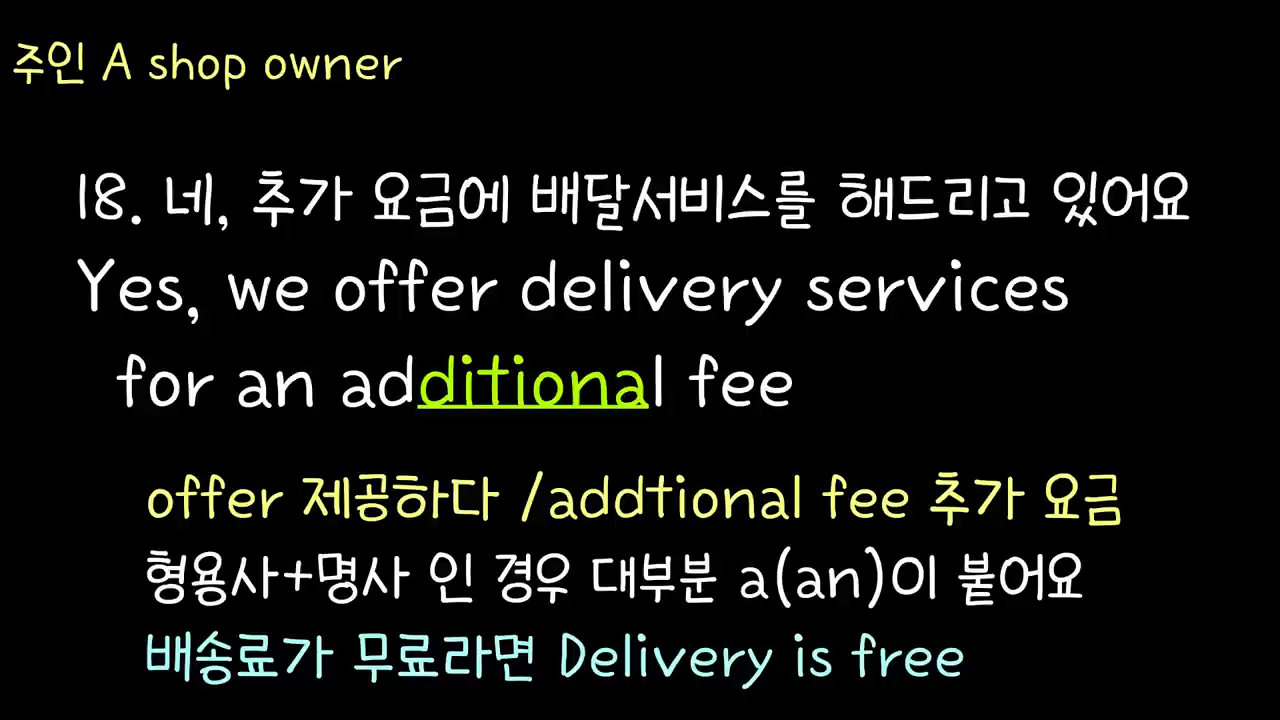 주인 A shop owner
18. 네, 추가 요금에 배달서비스를 해드리고 있어요
Yes, we offer delivery services
for an additional fee
offer 제공하다 /addtional fee 추가 요금
형용사+명사 인 경우 대부분 a(an)이 붙어요
배송료가 무료라면 Delivery is free